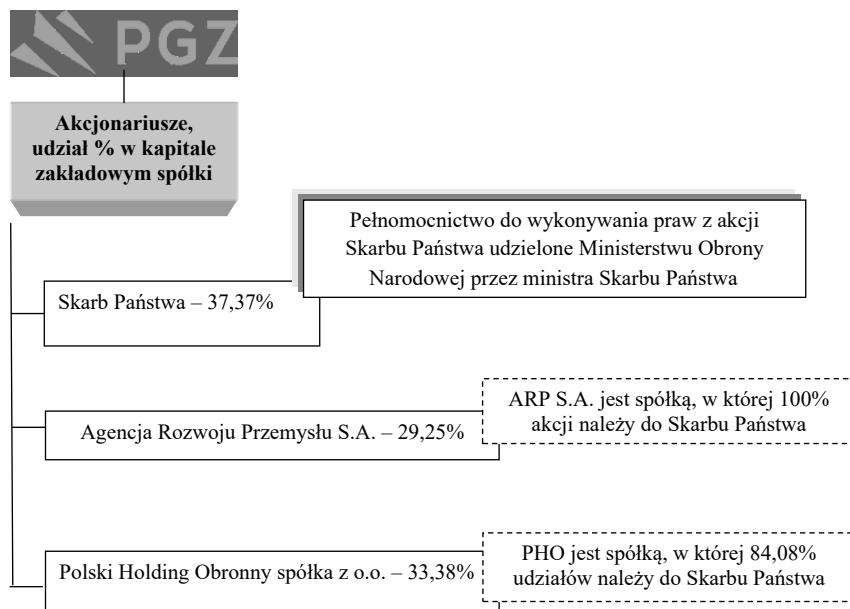 PGZ
Akcjonariusze,
udział % w kapitale
zakładowym spółki
Pełnomocnictwo do wykonywania praw z akcji
Skarbu Państwa udzielone Ministerstwu Obrony
Narodowej przez ministra Skarbu Państwa
Skarb Państwa – 37,37%
ARP S.A. jest spółką, w której 100%
akcji należy do Skarbu Państwa
Agencja Rozwoju Przemysłu S.A. – 29,25%
PHO jest spółką, w której 84,08%
udziałów należy do Skarbu Państwa
Polski Holding Obronny spółka z o.o. – 33,38%